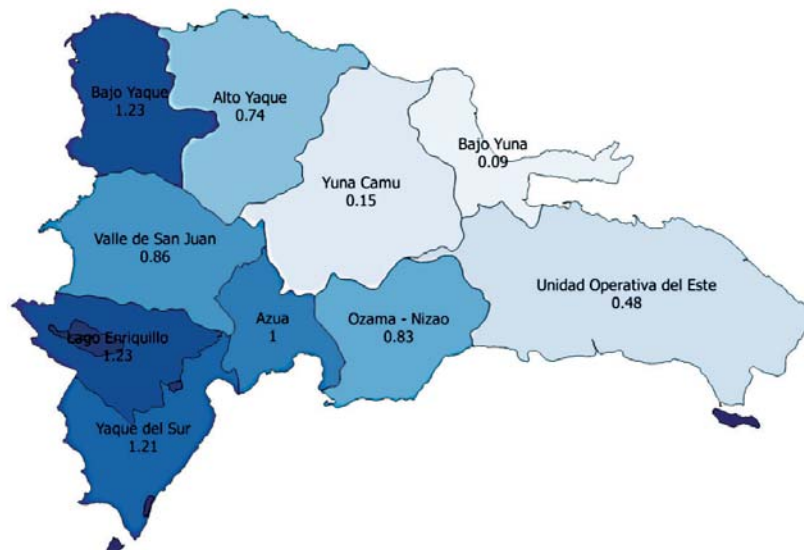 Bajo Yaque
1.23
Alto Yaque
0.74
Bajo Yuna
0.09
Yuna Camu
0.15
Valle de San Juan
0.86
Unidad Operativa del Este
0.48
Azua
1
Ozama - Nizao
0.83
Lago Enriquillo
1.23
Yaque del Sur
1.21